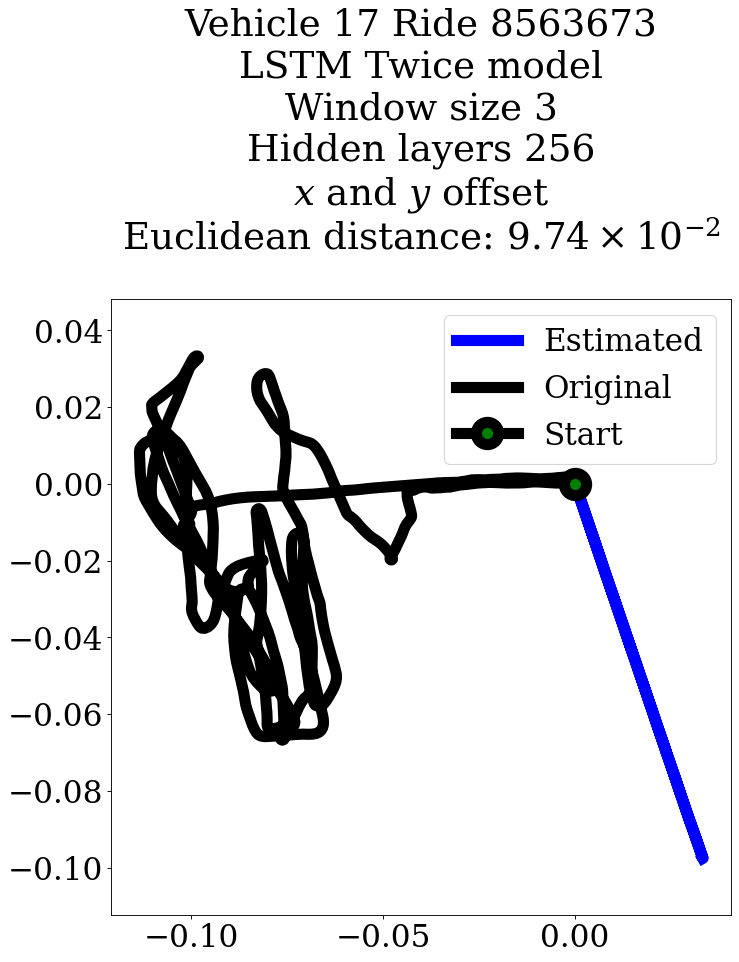 Vehicle 17 Ride 8563673
LSTM Twice model
Window size 3
Hidden layers 256
x and y offset
Euclidean distance: 9.74 × 10⁻²
Estimated
Original
Start
0.04
0.02
0.00
−0.02
−0.04
−0.06
−0.08
−0.10
−0.10 −0.05 0.00